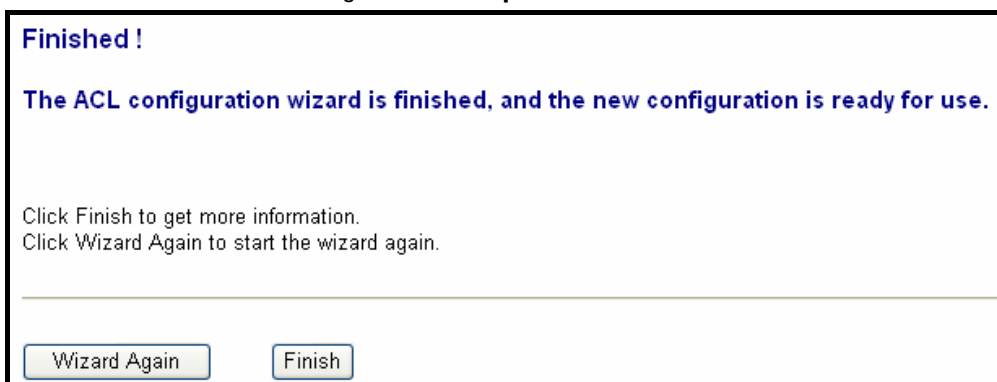 Finished !
The ACL configuration wizard is finished, and the new configuration is ready for use.
Click Finish to get more information.
Click Wizard Again to start the wizard again.
Wizard Again
Finish